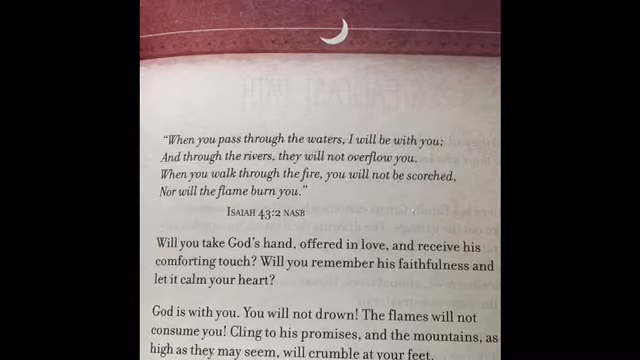 "When you pass through the waters, I will be with you;
And through the rivers, they will not overflow you.
When you walk through the fire, you will not be scorched,
Nor will the flame burn you."
ISAIAH 43:2 NASB
Will you take God's hand, offered in love, and receive his
comforting touch? Will you remember his faithfulness and
let it calm your heart?
God is with you. You will not drown! The flames will not
consume you! Cling to his promises, and the mountains, as
high as they may seem, will crumble at your feet.